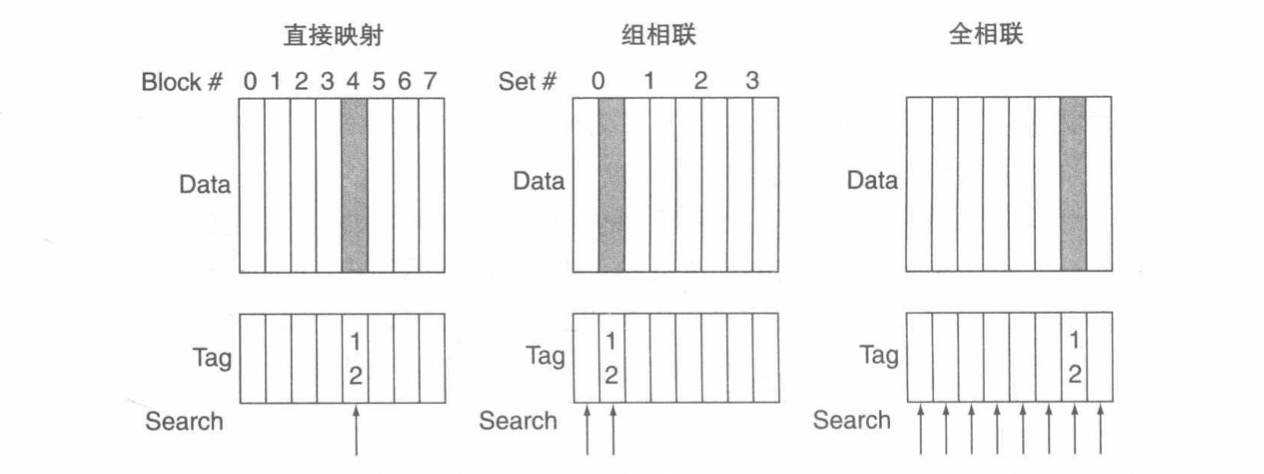 直接映射 组相联 全相联
Block # 0 1 2 3 4 5 6 7 Set # 0 1 2 3
Data Data Data
1 1 1
Tag Tag Tag
2 2 2
Search Search Search